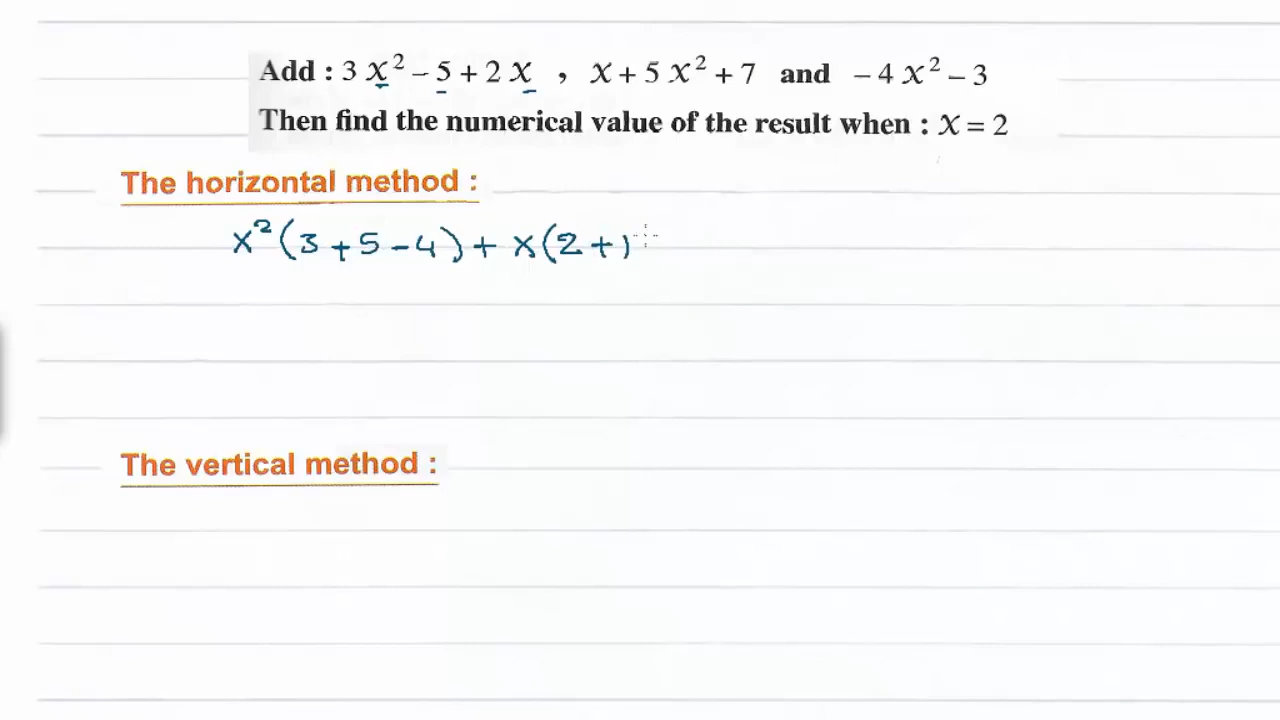 Add : 3 x² – 5 + 2 x , x + 5 x² + 7 and – 4 x² – 3
Then find the numerical value of the result when : x = 2
The horizontal method :
x² ( 3 + 5 – 4 ) + x ( 2 + 1
The vertical method :